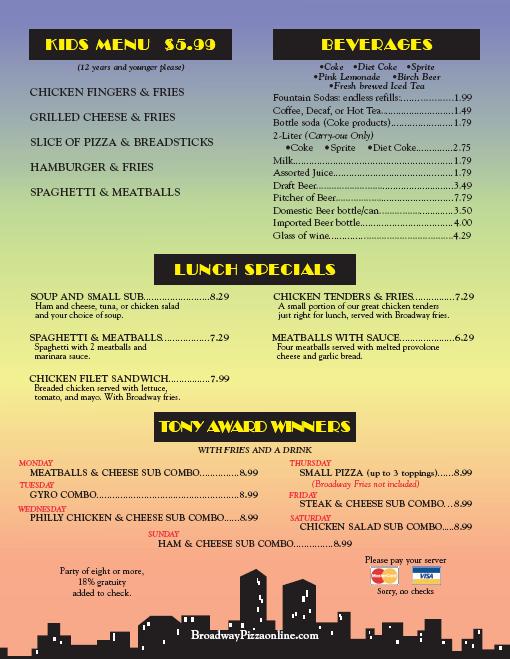 KIDS MENU $5.99
(12 years and younger please)
CHICKEN FINGERS & FRIES
GRILLED CHEESE & FRIES
SLICE OF PIZZA & BREADSTICKS
HAMBURGER & FRIES
SPAGHETTI & MEATBALLS
BEVERAGES
•Coke •Diet Coke •Sprite
•Pink Lemonade •Birch Beer
•Fresh brewed Iced Tea
Fountain Sodas: endless refills:....................1.99
Coffee, Decaf, or Hot Tea..........................1.49
Bottle soda (Coke products).......................1.79
2-Liter (Carry-out Only)
•Coke •Sprite •Diet Coke.............2.75
Milk........................................................1.79
Assorted Juice..........................................1.79
Draft Beer................................................3.49
Pitcher of Beer.........................................7.79
Domestic Beer bottle/can..........................3.50
Imported Beer bottle................................4.00
Glass of wine...........................................4.29
LUNCH SPECIALS
SOUP AND SMALL SUB......................8.29
Ham and cheese, tuna, or chicken salad
and your choice of soup.
SPAGHETTI & MEATBALLS................7.29
Spaghetti with 2 meatballs and
marinara sauce.
CHICKEN FILET SANDWICH..............7.99
Breaded chicken served with lettuce,
tomato, and mayo. With Broadway fries.
CHICKEN TENDERS & FRIES..............7.29
A small portion of our great chicken tenders
just right for lunch, served with Broadway fries.
MEATBALLS WITH SAUCE..................6.29
Four meatballs served with melted provolone
cheese and garlic bread.
TONY AWARD WINNERS
WITH FRIES AND A DRINK
MONDAY
MEATBALLS & CHEESE SUB COMBO.............8.99
TUESDAY
GYRO COMBO...............................................8.99
WEDNESDAY
PHILLY CHICKEN & CHEESE SUB COMBO.....8.99
THURSDAY
SMALL PIZZA (up to 3 toppings).....8.99
(Broadway Fries not included)
FRIDAY
STEAK & CHEESE SUB COMBO...8.99
SATURDAY
CHICKEN SALAD SUB COMBO....8.99
SUNDAY
HAM & CHEESE SUB COMBO.............8.99
Party of eight or more,
18% gratuity
added to check.
Please pay your server
MasterCard VISA
Sorry, no checks
BroadwayPizzaonline.com